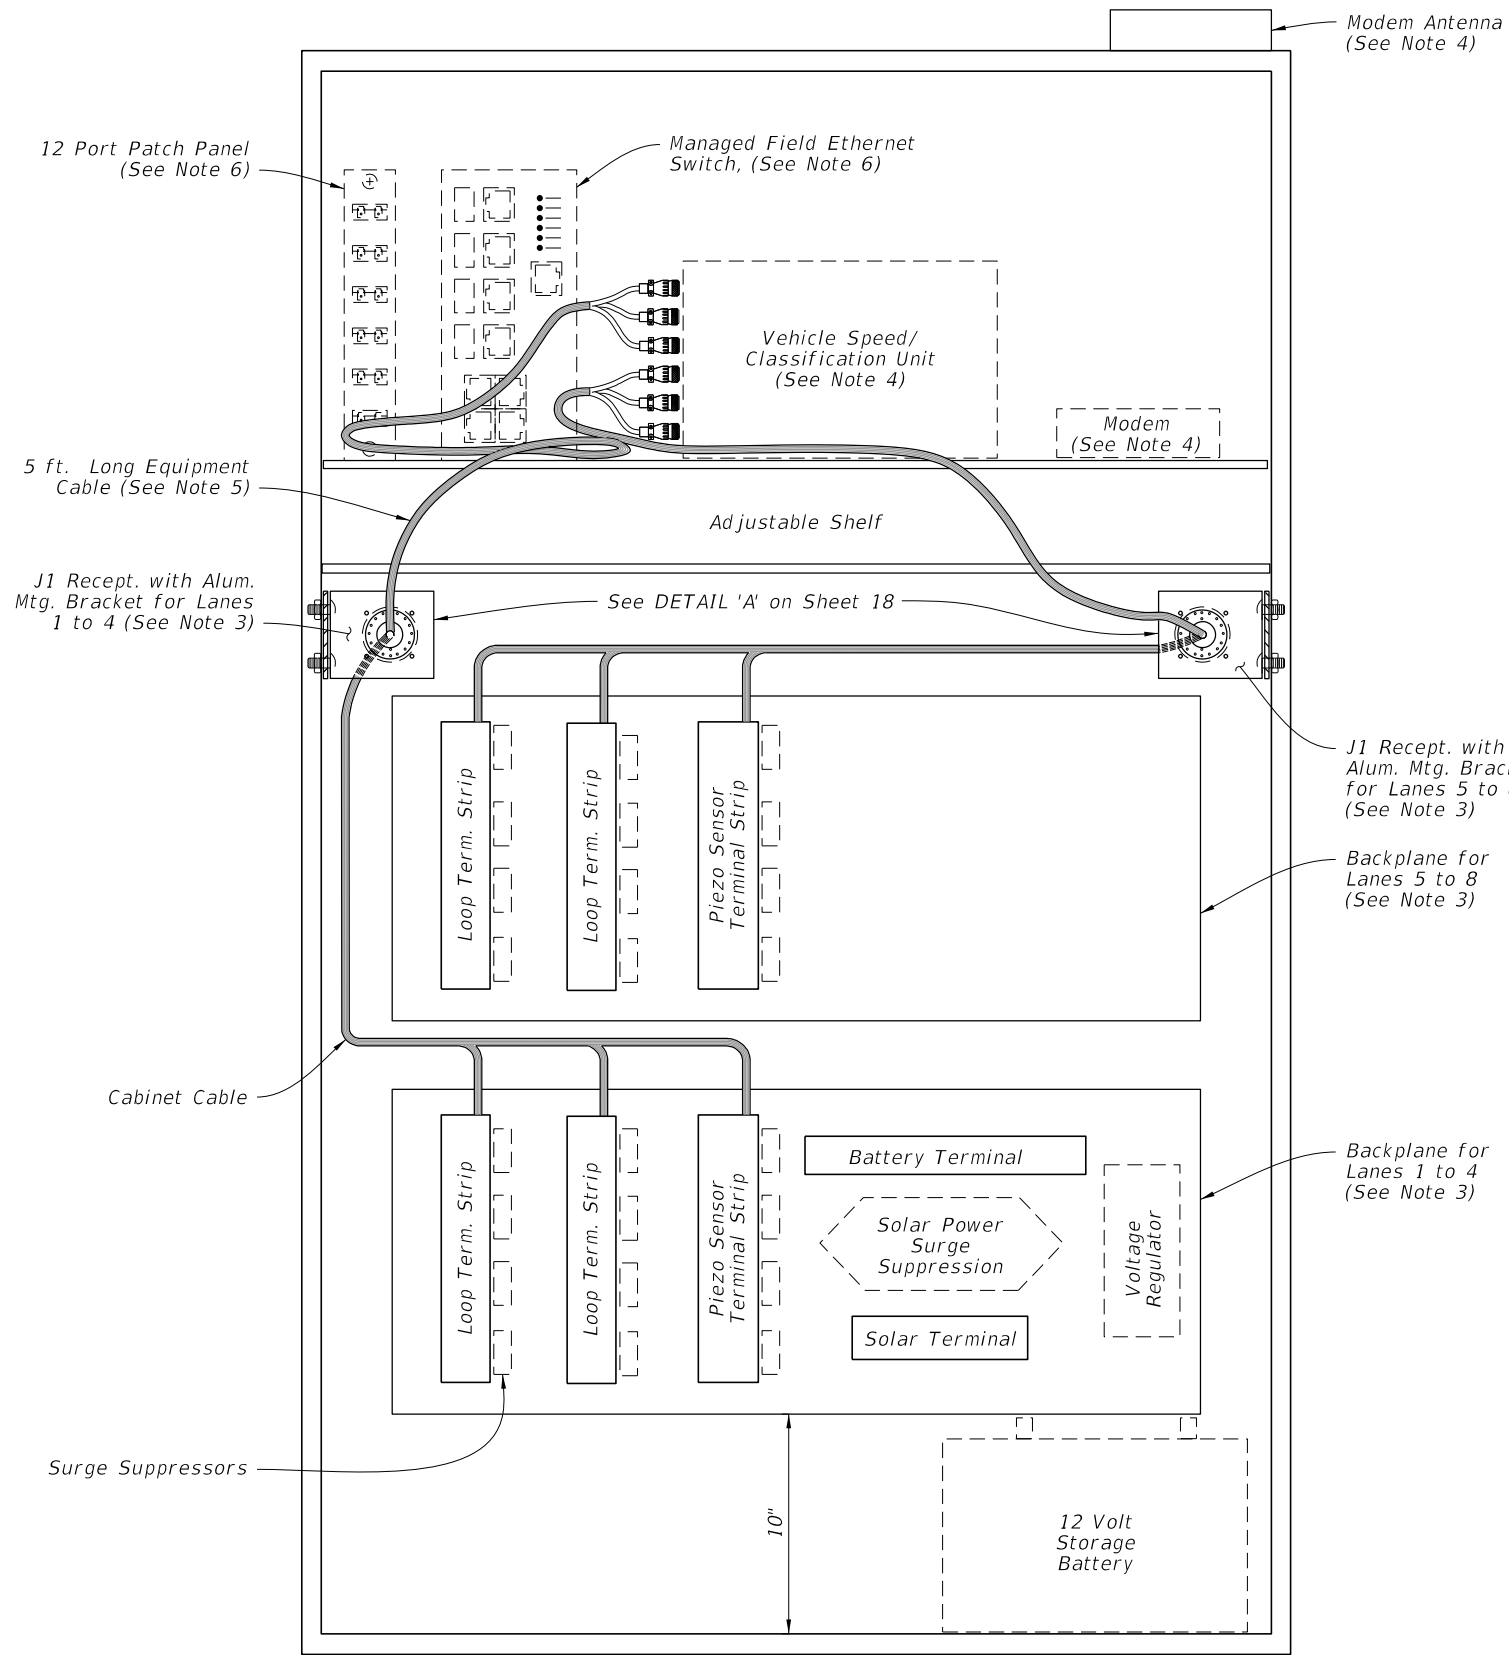 Modem Antenna
(See Note 4)
12 Port Patch Panel
(See Note 6)
Managed Field Ethernet
Switch, (See Note 6)
Vehicle Speed/
Classification Unit
(See Note 4)
Modem
(See Note 4)
5 ft. Long Equipment
Cable (See Note 5)
Adjustable Shelf
J1 Recept. with Alum.
Mtg. Bracket for Lanes
1 to 4 (See Note 3)
See DETAIL 'A' on Sheet 18
J1 Recept. with
Alum. Mtg.
for Lanes 5 to
(See Note 3)
Loop Term. Strip
Loop Term. Strip
Piezo Sensor
Terminal Strip
Backplane for
Lanes 5 to 8
(See Note 3)
Cabinet Cable
Loop Term. Strip
Loop Term. Strip
Piezo Sensor
Terminal Strip
Battery Terminal
Solar Power
Surge
Suppression
Solar Terminal
Voltage
Regulator
Backplane for
Lanes 1 to 4
(See Note 3)
Surge Suppressors
10"
12 Volt
Storage
Battery